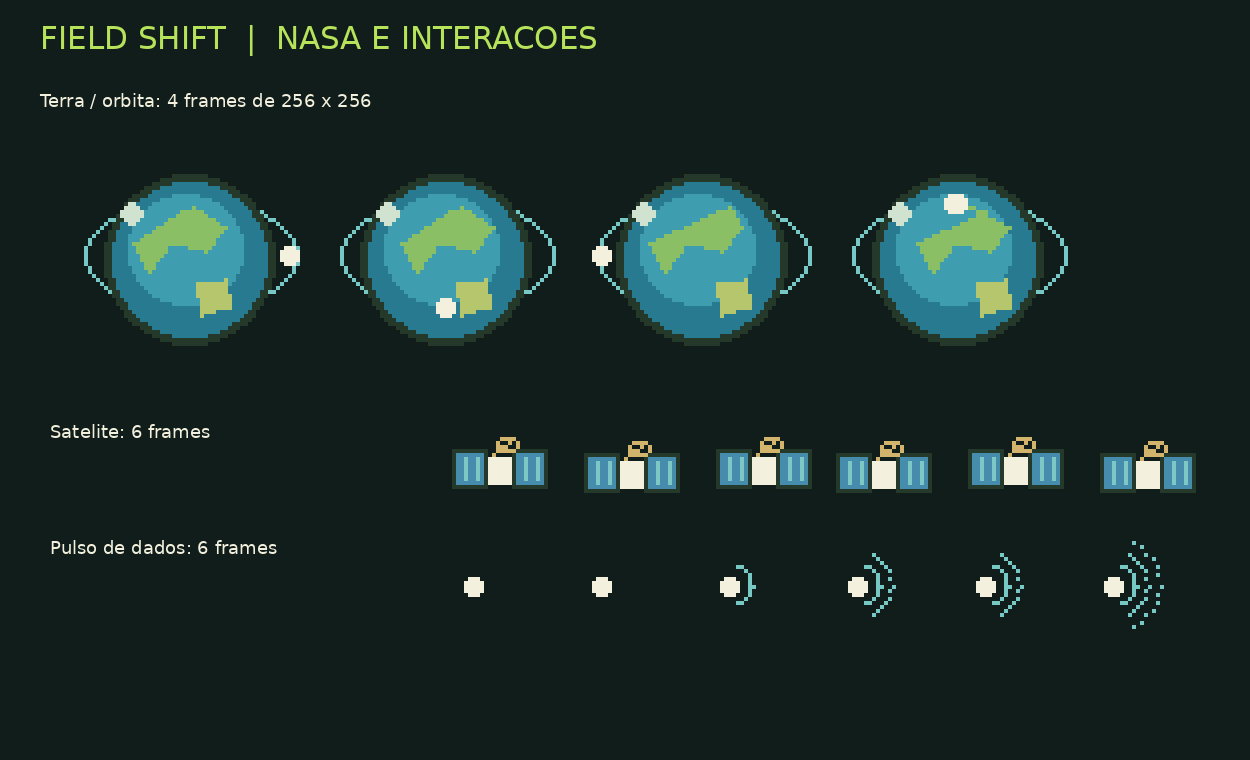 FIELD SHIFT | NASA E INTERACOES
Terra / orbita: 4 frames de 256 x 256
Satelite: 6 frames
Pulso de dados: 6 frames